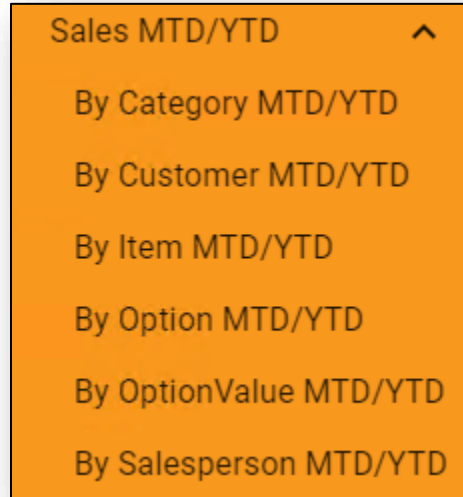 Sales MTD/YTD
By Category MTD/YTD
By Customer MTD/YTD
By Item MTD/YTD
By Option MTD/YTD
By OptionValue MTD/YTD
By Salesperson MTD/YTD